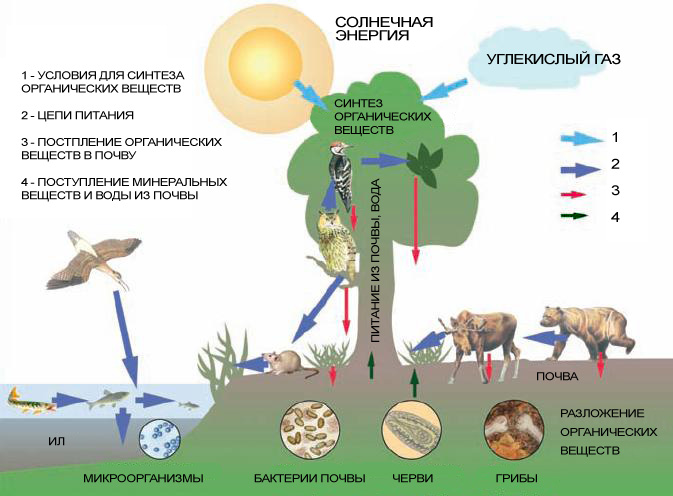 СОЛНЕЧНАЯ
ЭНЕРГИЯ
УГЛЕКИСЛЫЙ ГАЗ
1 - УСЛОВИЯ ДЛЯ СИНТЕЗА
ОРГАНИЧЕСКИХ ВЕЩЕСТВ
2 - ЦЕПИ ПИТАНИЯ
3 - ПОСТПЛЕНИЕ ОРГАНИЧЕСКИХ
ВЕЩЕСТВ В ПОЧВУ
4 - ПОСТУПЛЕНИЕ МИНЕРАЛЬНЫХ
ВЕЩЕСТВ И ВОДЫ ИЗ ПОЧВЫ
СИНТЕЗ
ОРГАНИЧЕСКИХ
ВЕЩЕСТВ
1
2
3
4
ПИТАНИЕ ИЗ ПОЧВЫ, ВОДА
ПОЧВА
ИЛ
РАЗЛОЖЕНИЕ
ОРГАНИЧЕСКИХ
ВЕЩЕСТВ
МИКРООРГАНИЗМЫ
БАКТЕРИИ ПОЧВЫ
ЧЕРВИ
ГРИБЫ